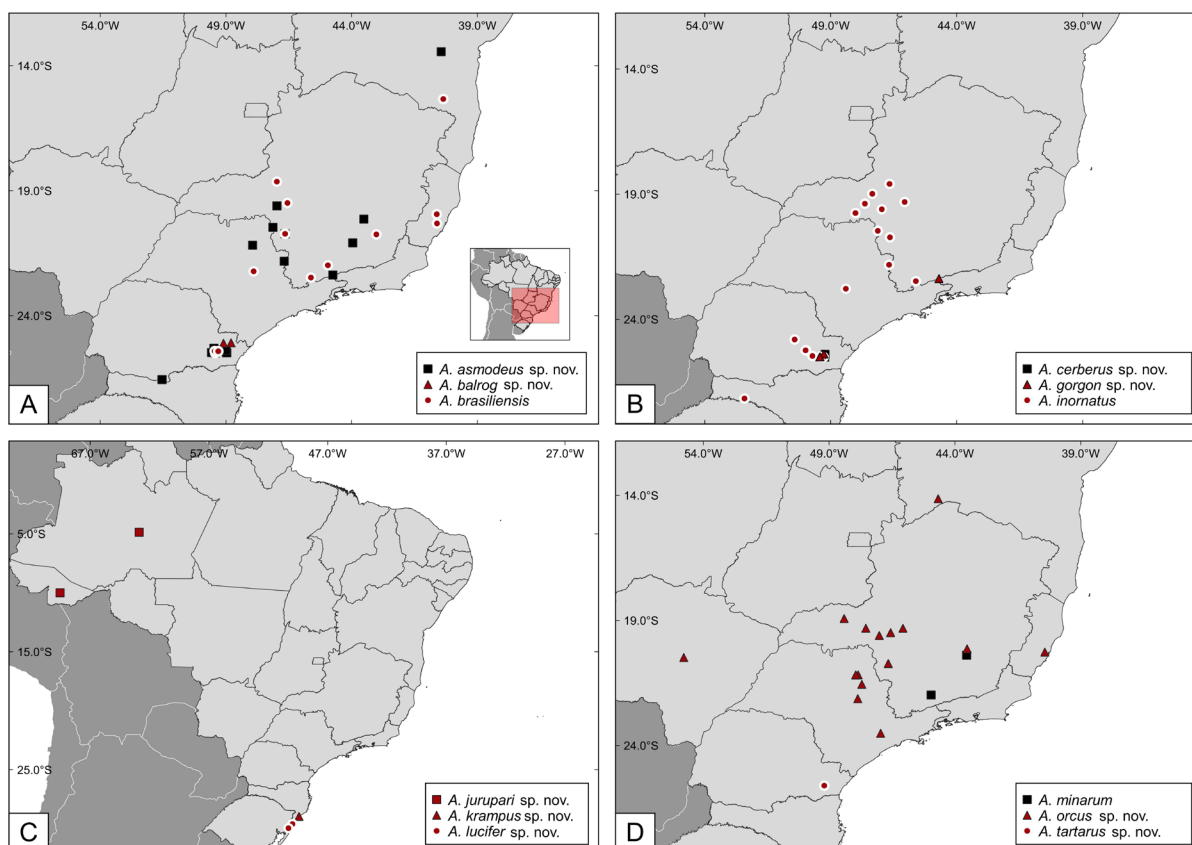 54.0°W 49.0°W 44.0°W 39.0°W
14.0°S
19.0°S
24.0°S
A. asmodeus sp. nov.
A. balrog sp. nov.
A. brasiliensis
A
54.0°W 49.0°W 44.0°W 39.0°W
14.0°S
19.0°S
24.0°S
A. cerberus sp. nov.
A. gorgon sp. nov.
A. inornatus
B
67.0°W 57.0°W 47.0°W 37.0°W 27.0°W
5.0°S
15.0°S
25.0°S
A. jurupari sp. nov.
A. krampus sp. nov.
A. lucifer sp. nov.
C
54.0°W 49.0°W 44.0°W 39.0°W
14.0°S
19.0°S
24.0°S
A. minarum
A. orcus sp. nov.
A. tartarus sp. nov.
D